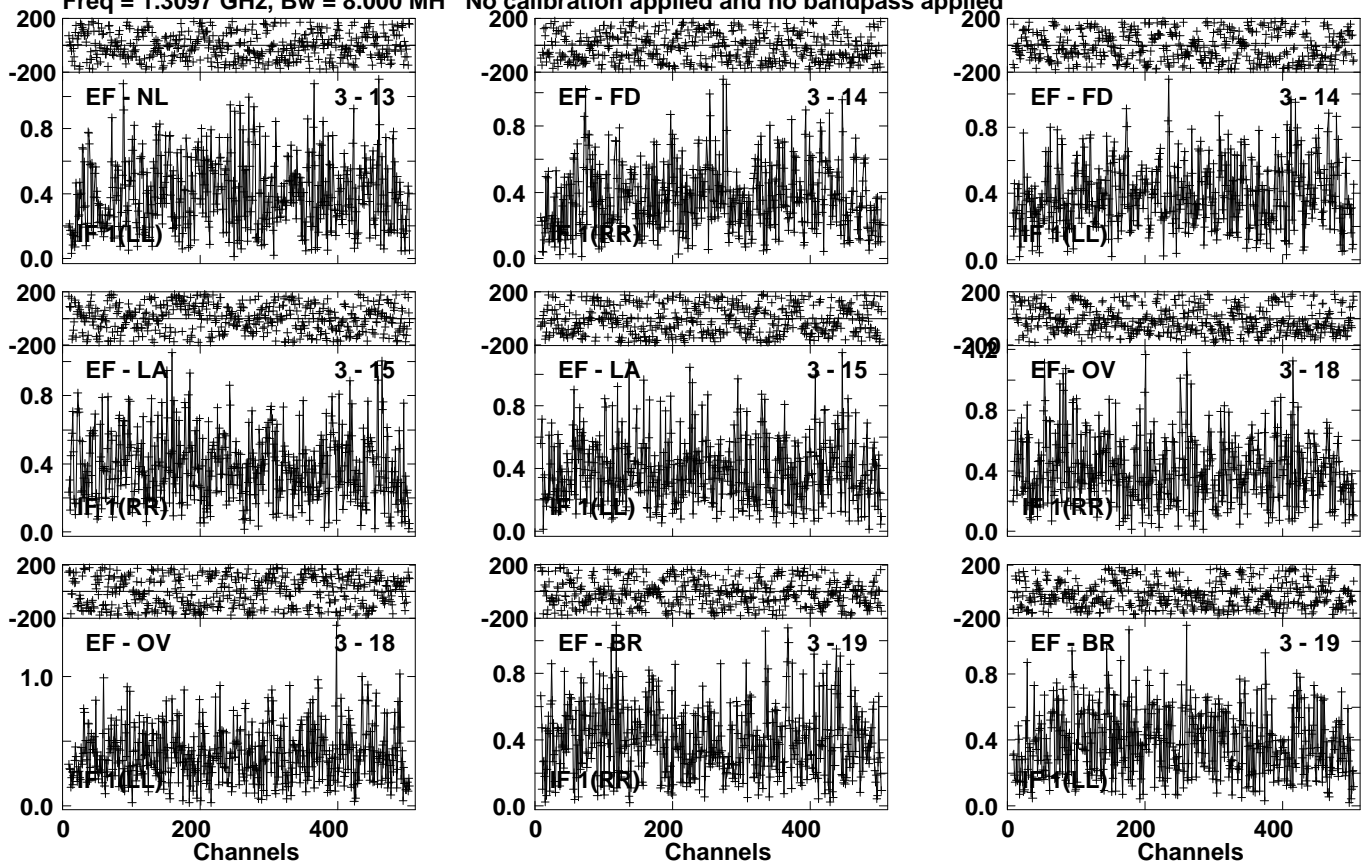 Freq = 1.3097 GHz, Bw = 8.000 MH No calibration applied and no bandpass applied
200
-200
EF - NL 3 - 13
0.8
0.4
IF 1(LL)
0.0
200
-200
EF - FD 3 - 14
0.8
0.4
IF 1(RR)
0.0
200
-200
EF - FD 3 - 14
0.8
0.4
IF 1(LL)
0.0
200
-200
EF - LA 3 - 15
0.8
0.4
IF 1(RR)
0.0
200
-200
EF - LA 3 - 15
0.8
0.4
IF 1(LL)
0.0
200
-200
1.2
EF - OV 3 - 18
0.8
0.4
IF 1(RR)
0.0
200
-200
EF - OV 3 - 18
1.0
IF 1(LL)
0.0
0 200 400
Channels
200
-200
EF - BR 3 - 19
0.8
0.4
IF 1(RR)
0.0
0 200 400
Channels
200
-200
EF - BR 3 - 19
0.8
0.4
IF 1(LL)
0.0
0 200 400
Channels